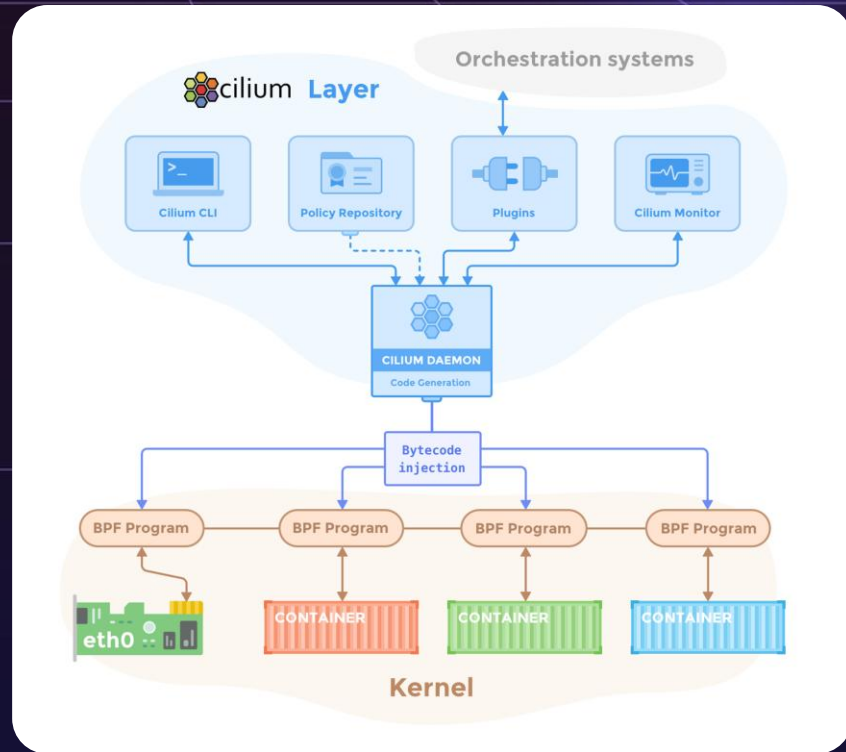 Orchestration systems
cilium Layer
>_
Cilium CLI
Policy Repository
Plugins
Cilium Monitor
CILIUM DAEMON
Code Generation
Bytecode
injection
BPF Program
BPF Program
BPF Program
BPF Program
eth0
CONTAINER
CONTAINER
CONTAINER
Kernel